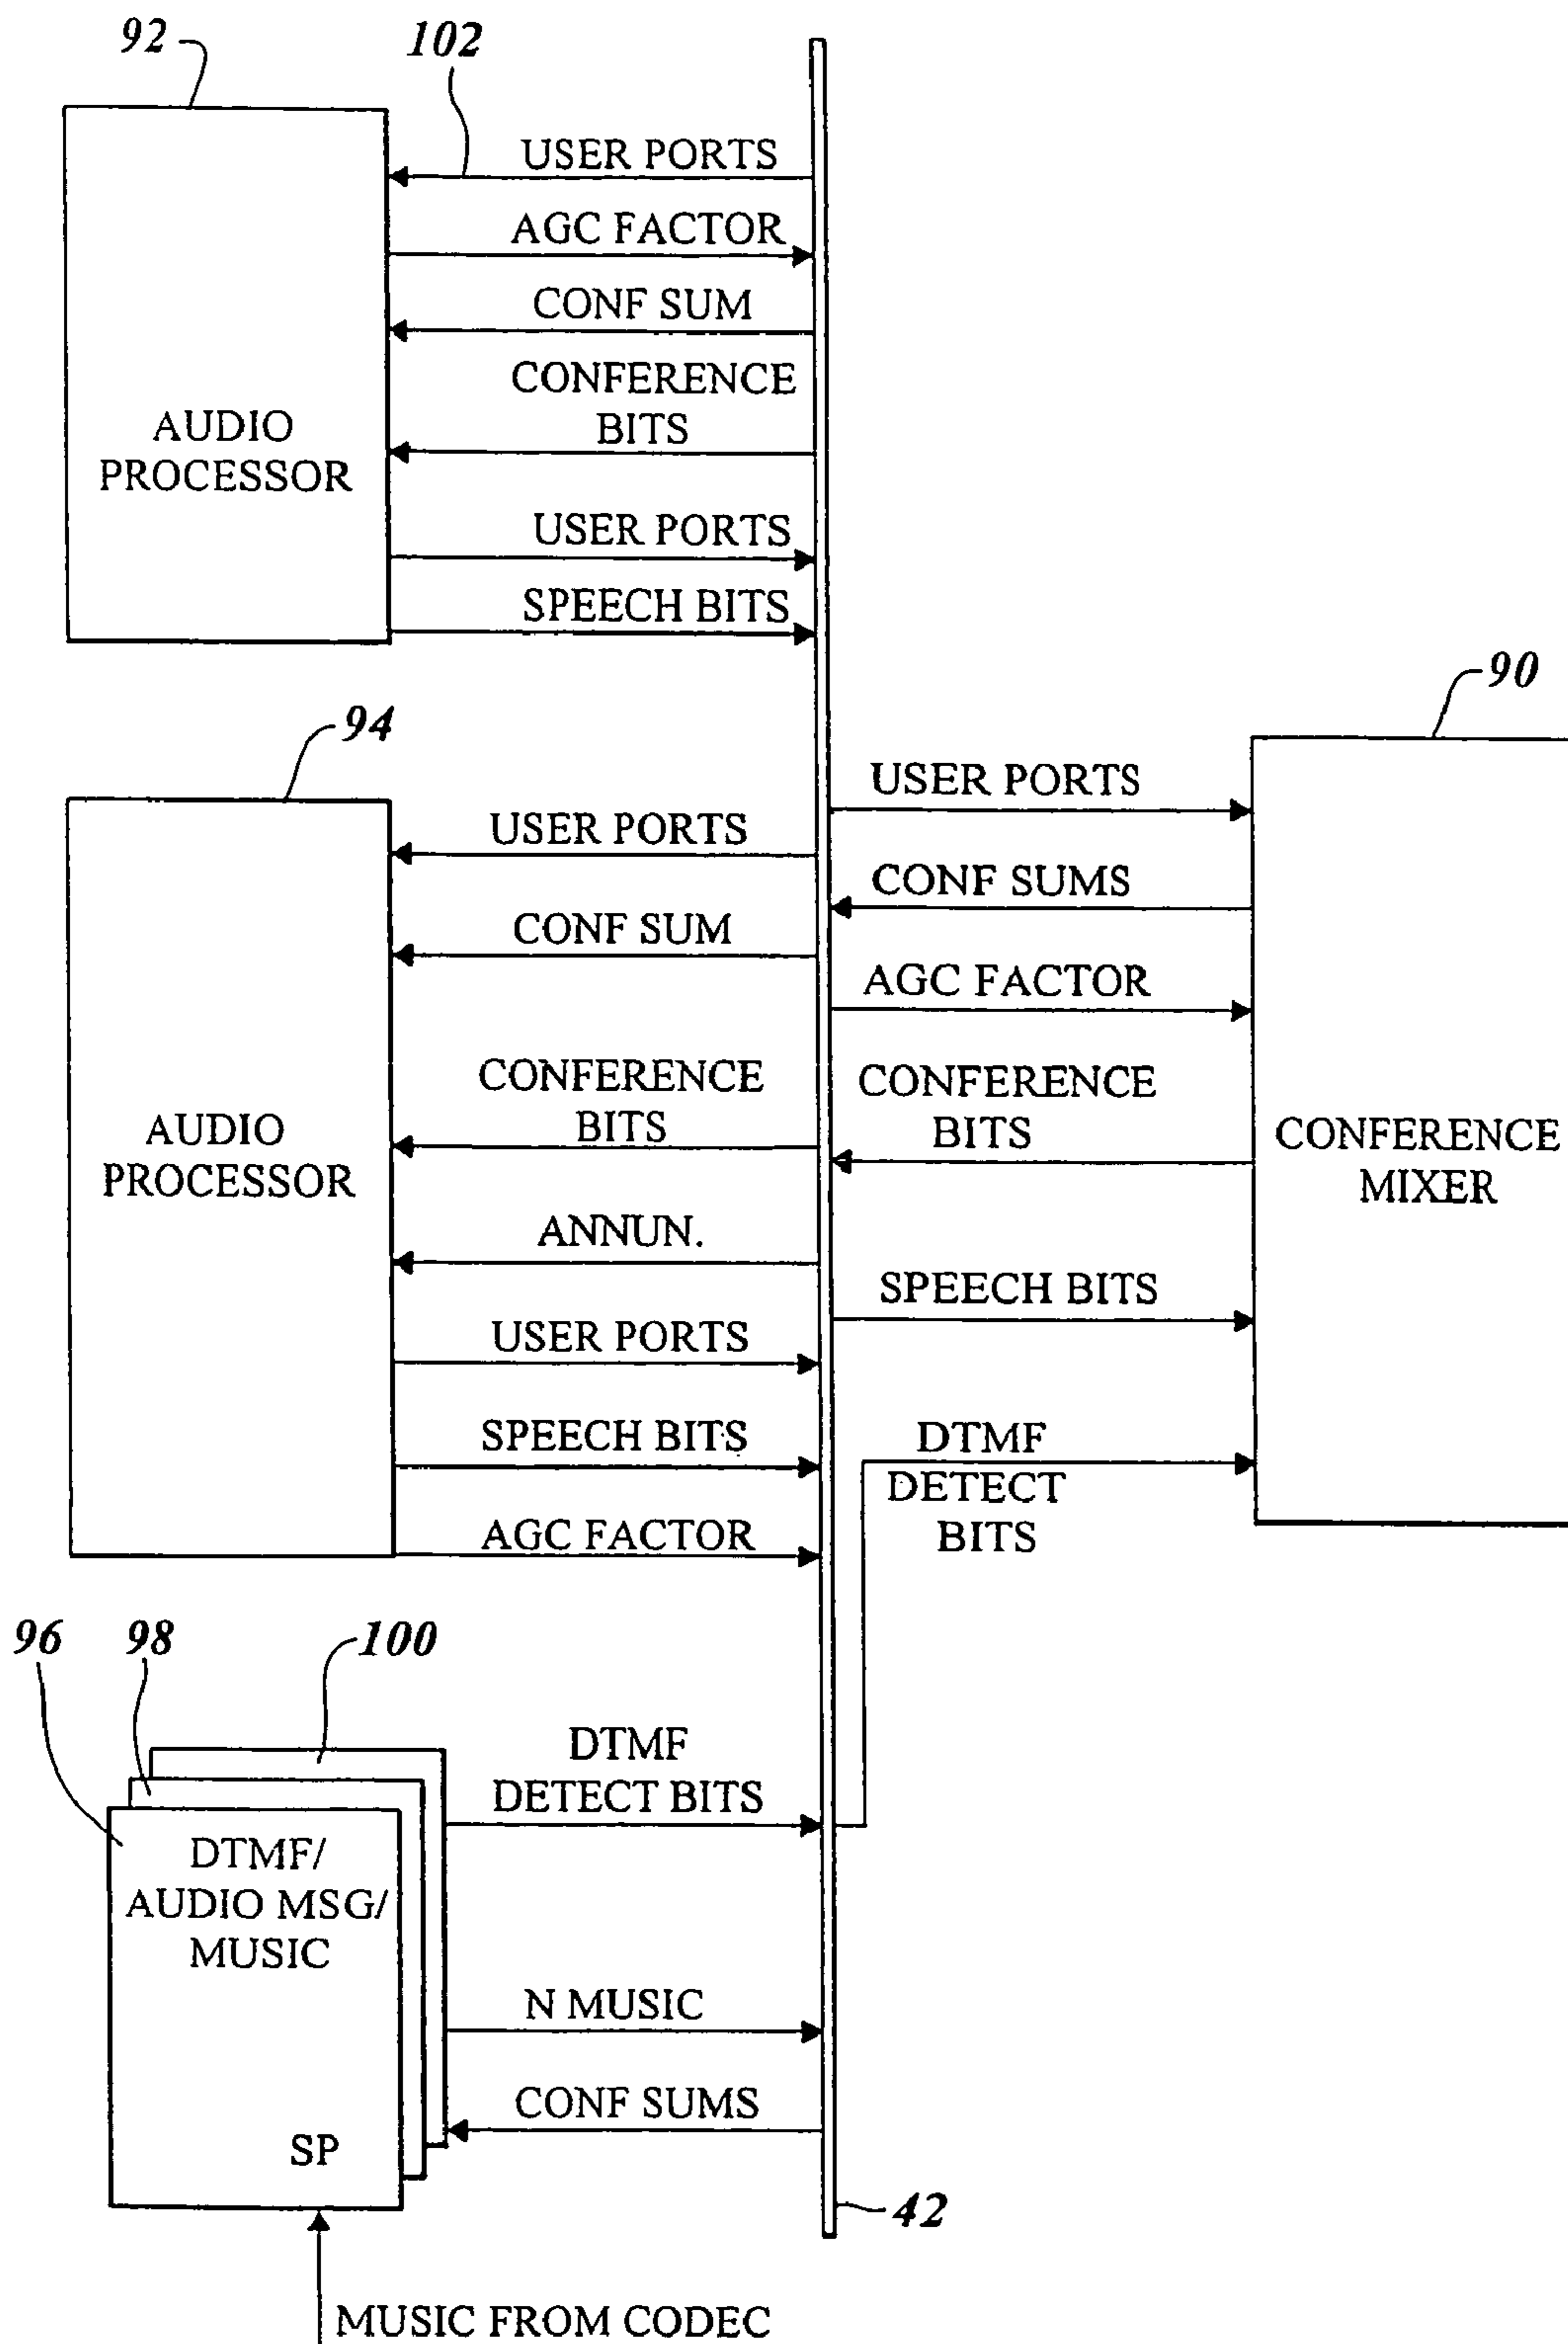 92
102
USER PORTS
AGC FACTOR
CONF SUM
CONFERENCE
BITS
AUDIO
PROCESSOR
USER PORTS
SPEECH BITS
90
94
USER PORTS
CONF SUMS
AGC FACTOR
CONFERENCE
BITS
SPEECH BITS
DTMF
DETECT
BITS
CONFERENCE
MIXER
USER PORTS
CONF SUM
CONFERENCE
BITS
AUDIO
PROCESSOR
ANNUN.
USER PORTS
SPEECH BITS
AGC FACTOR
96
98
100
DTMF
DETECT BITS
DTMF/
AUDIO MSG/
MUSIC
N MUSIC
CONF SUMS
SP
42
MUSIC FROM CODEC